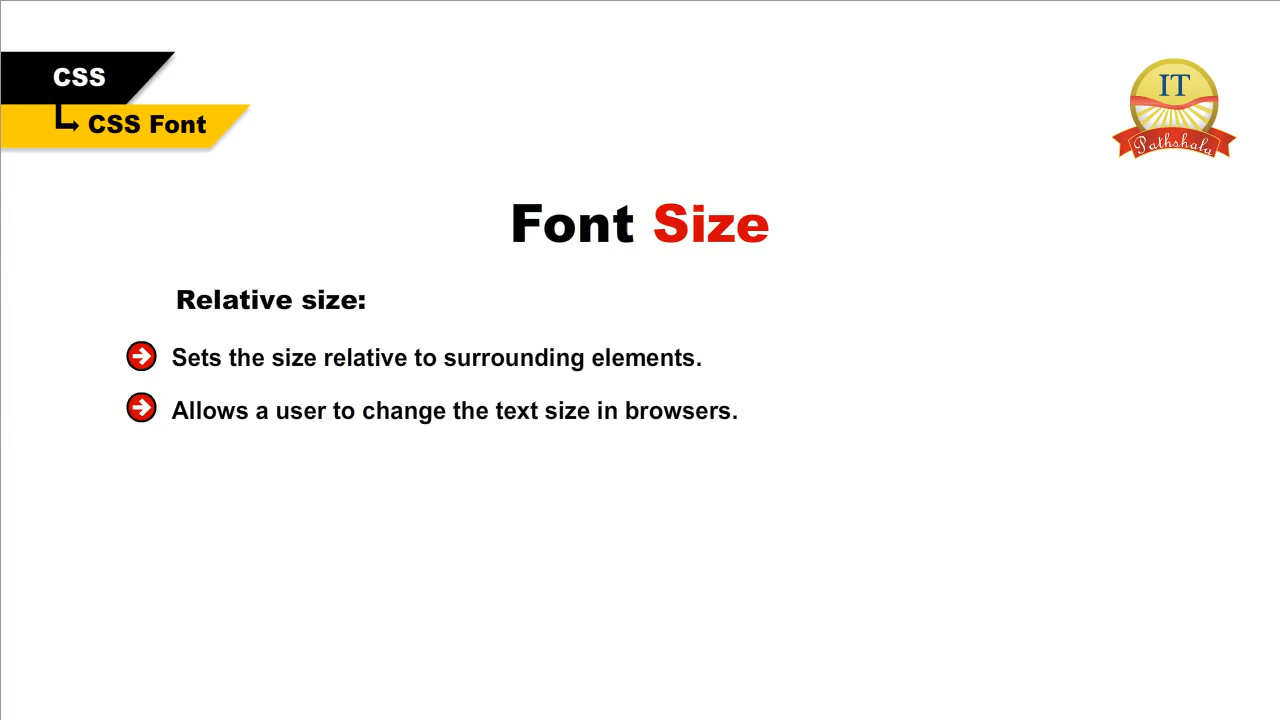 CSS
CSS Font
IT
Pathshala
Font Size
Relative size:
Sets the size relative to surrounding elements.
Allows a user to change the text size in browsers.